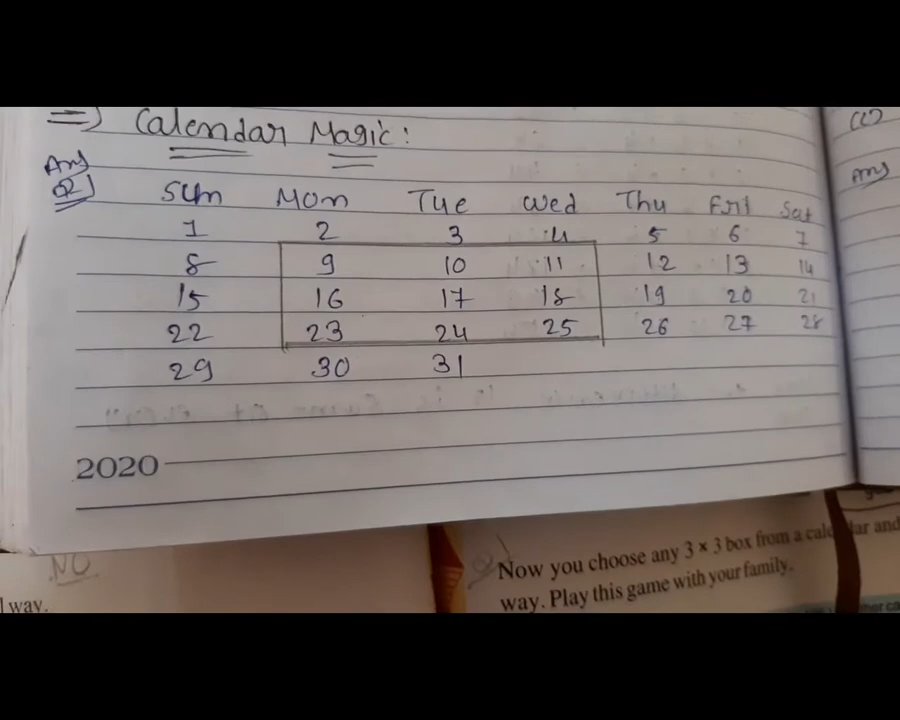 =) Calendar Magic:
Ans
Q2) Sun Mon Tue Wed Thu Fri Sat
1 2 3 4 5 6 7
8 9 10 11 12 13 14
15 16 17 18 19 20 21
22 23 24 25 26 27 28
29 30 31
2020
Ans
NO
way.
Now you choose any 3 × 3 box from a calendar and
way. Play this game with your family.